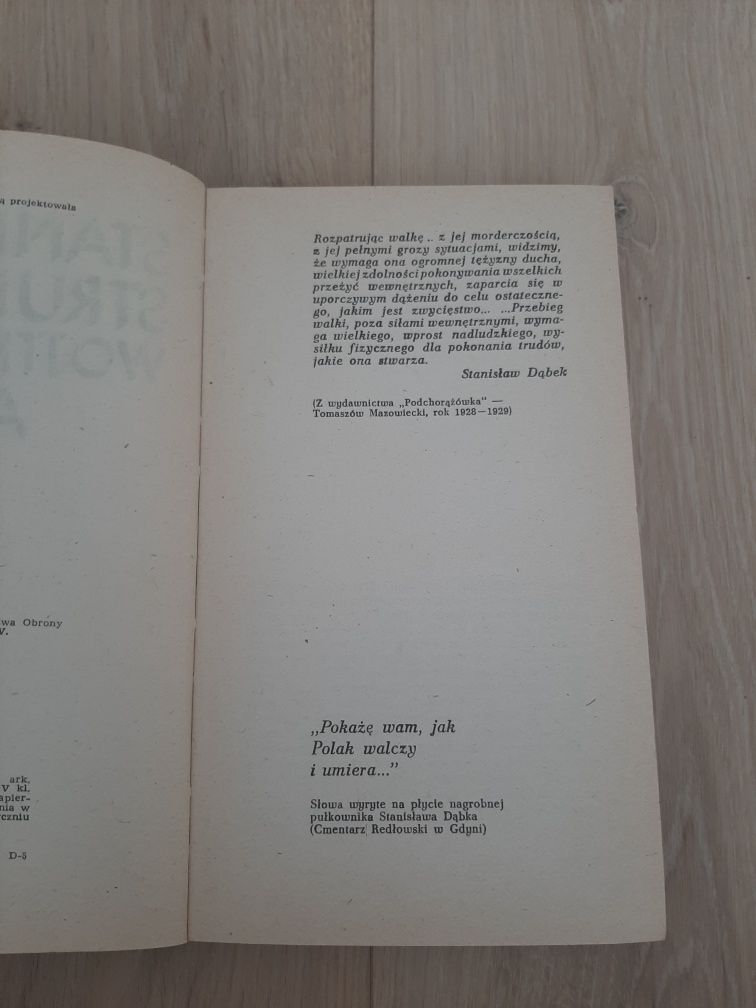 ą projektowała
wa Obrony
V.
ark.
V kl.
apier-
nia w
czniu
D-5
Rozpatrując walkę .. z jej morderczością,
z jej pełnymi grozy sytuacjami, widzimy,
że wymaga ona ogromnej tężyzny ducha,
wielkiej zdolności pokonywania wszelkich
przeżyć wewnętrznych, zaparcia się w
uporczywym dążeniu do celu ostateczne-
go, jakim jest zwycięstwo... ...Przebieg
walki, poza siłami wewnętrznymi, wyma-
ga wielkiego, wprost nadludzkiego, wy-
siłku fizycznego dla pokonania trudów,
jakie ona stwarza.
Stanisław Dąbek
(Z wydawnictwa „Podchorążówka" —
Tomaszów Mazowiecki, rok 1928—1929)
„Pokażę wam, jak
Polak walczy
i umiera..."
Słowa wyryte na płycie nagrobnej
pułkownika Stanisława Dąbka
(Cmentarz Redłowski w Gdyni)